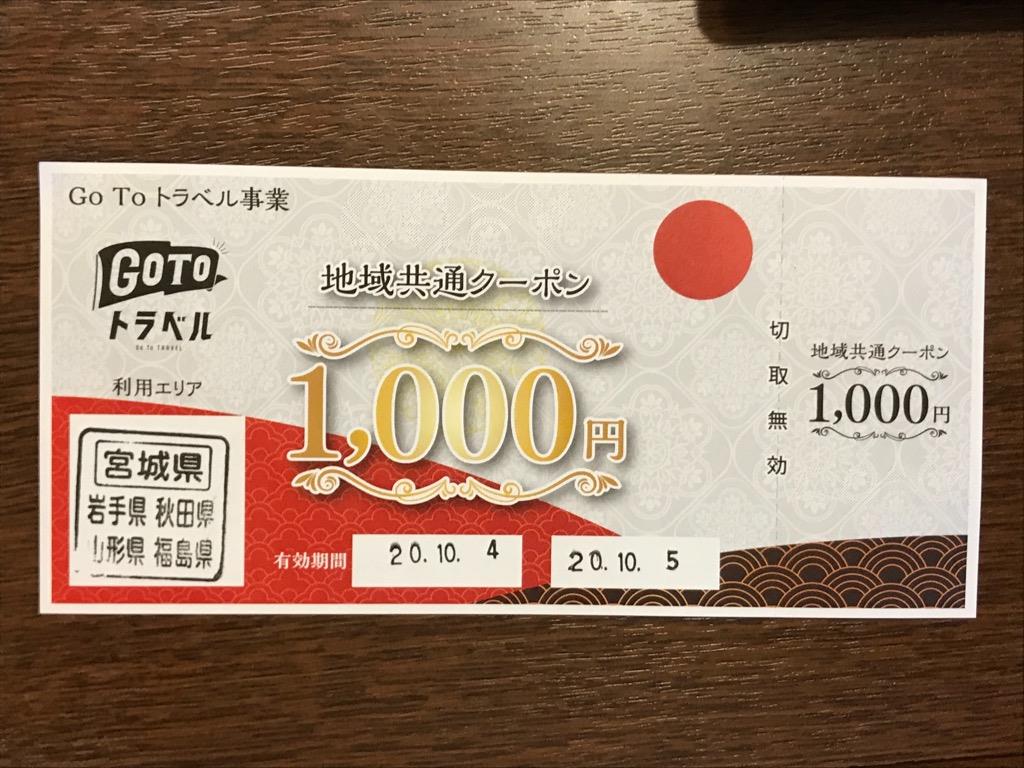 Go To トラベル事業
GOTO
トラベル
Go To TRAVEL
利用エリア
宮城県
岩手県 秋田県
山形県 福島県
地域共通クーポン
1,000円
有効期間 20.10. 4 20.10. 5
切取無効
地域共通クーポン
1,000円